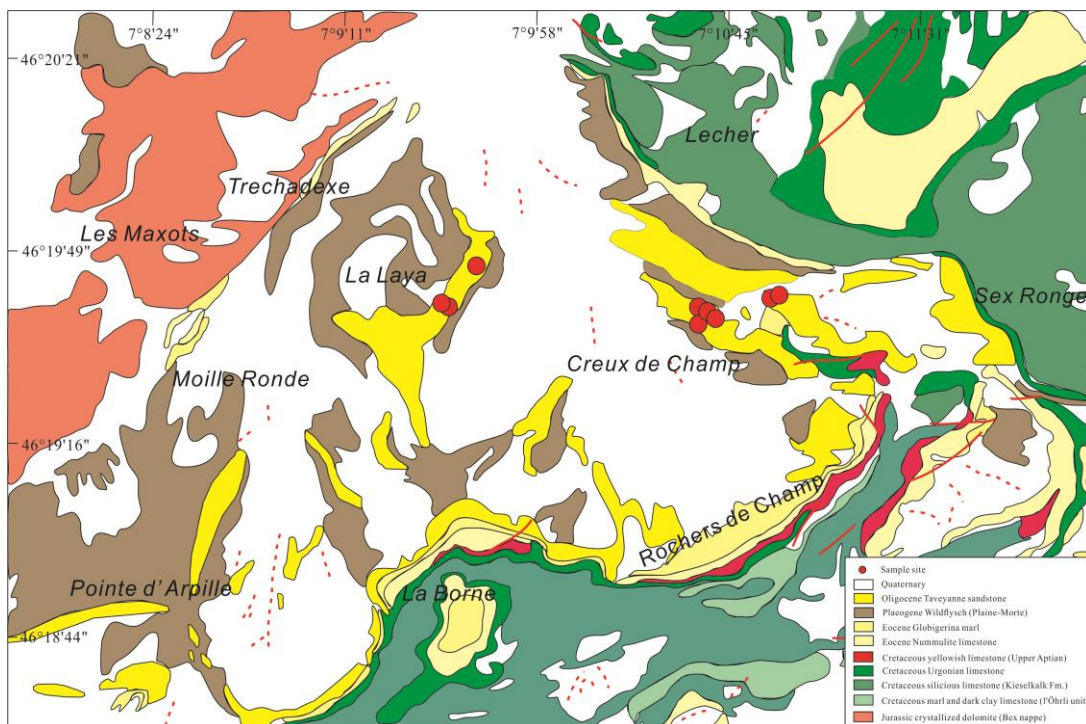 7°8'24"
7°9'11"
7°9'58"
7°10'45"
7°11'31"
46°20'21"
Lecher
Trechadexe
Les Maxots
46°19'49"
La Laya
Sex Ronge
Creux de Champ
Moille Ronde
46°19'16"
Rochers de Champ
Pointe d' Arpille
La Borne
46°18'44"
Sample site
Quaternary
Oligocene Taveyanne sandstone
Plaeogene Wildflysch (Plaine-Morte)
Eocene Globigerina marl
Eocene Nummulite limestone
Cretaceous yellowish limestone (Upper Aptian)
Cretaceous Urgonian limestone
Cretaceous silicious limestone (Kieselkalk Fm.)
Cretaceous marl and dark clay limestone (l'Öhrli unit
Jurassic crystallized dolomite (Bex nappe)